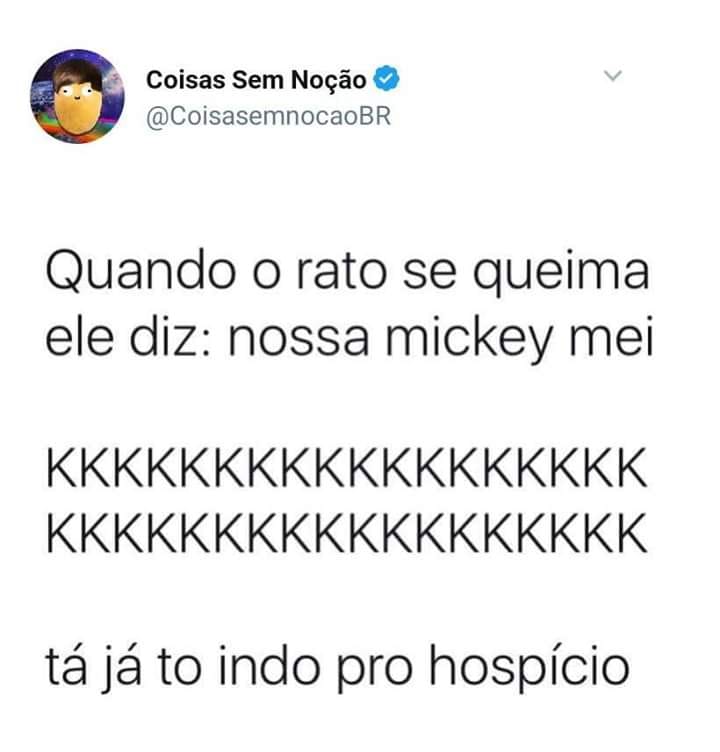 Coisas Sem Noção
@CoisasemnocaoBR
Quando o rato se queima
ele diz: nossa mickey mei
KKKKKKKKKKKKKKKKKK
KKKKKKKKKKKKKKKKKK
tá já to indo pro hospício